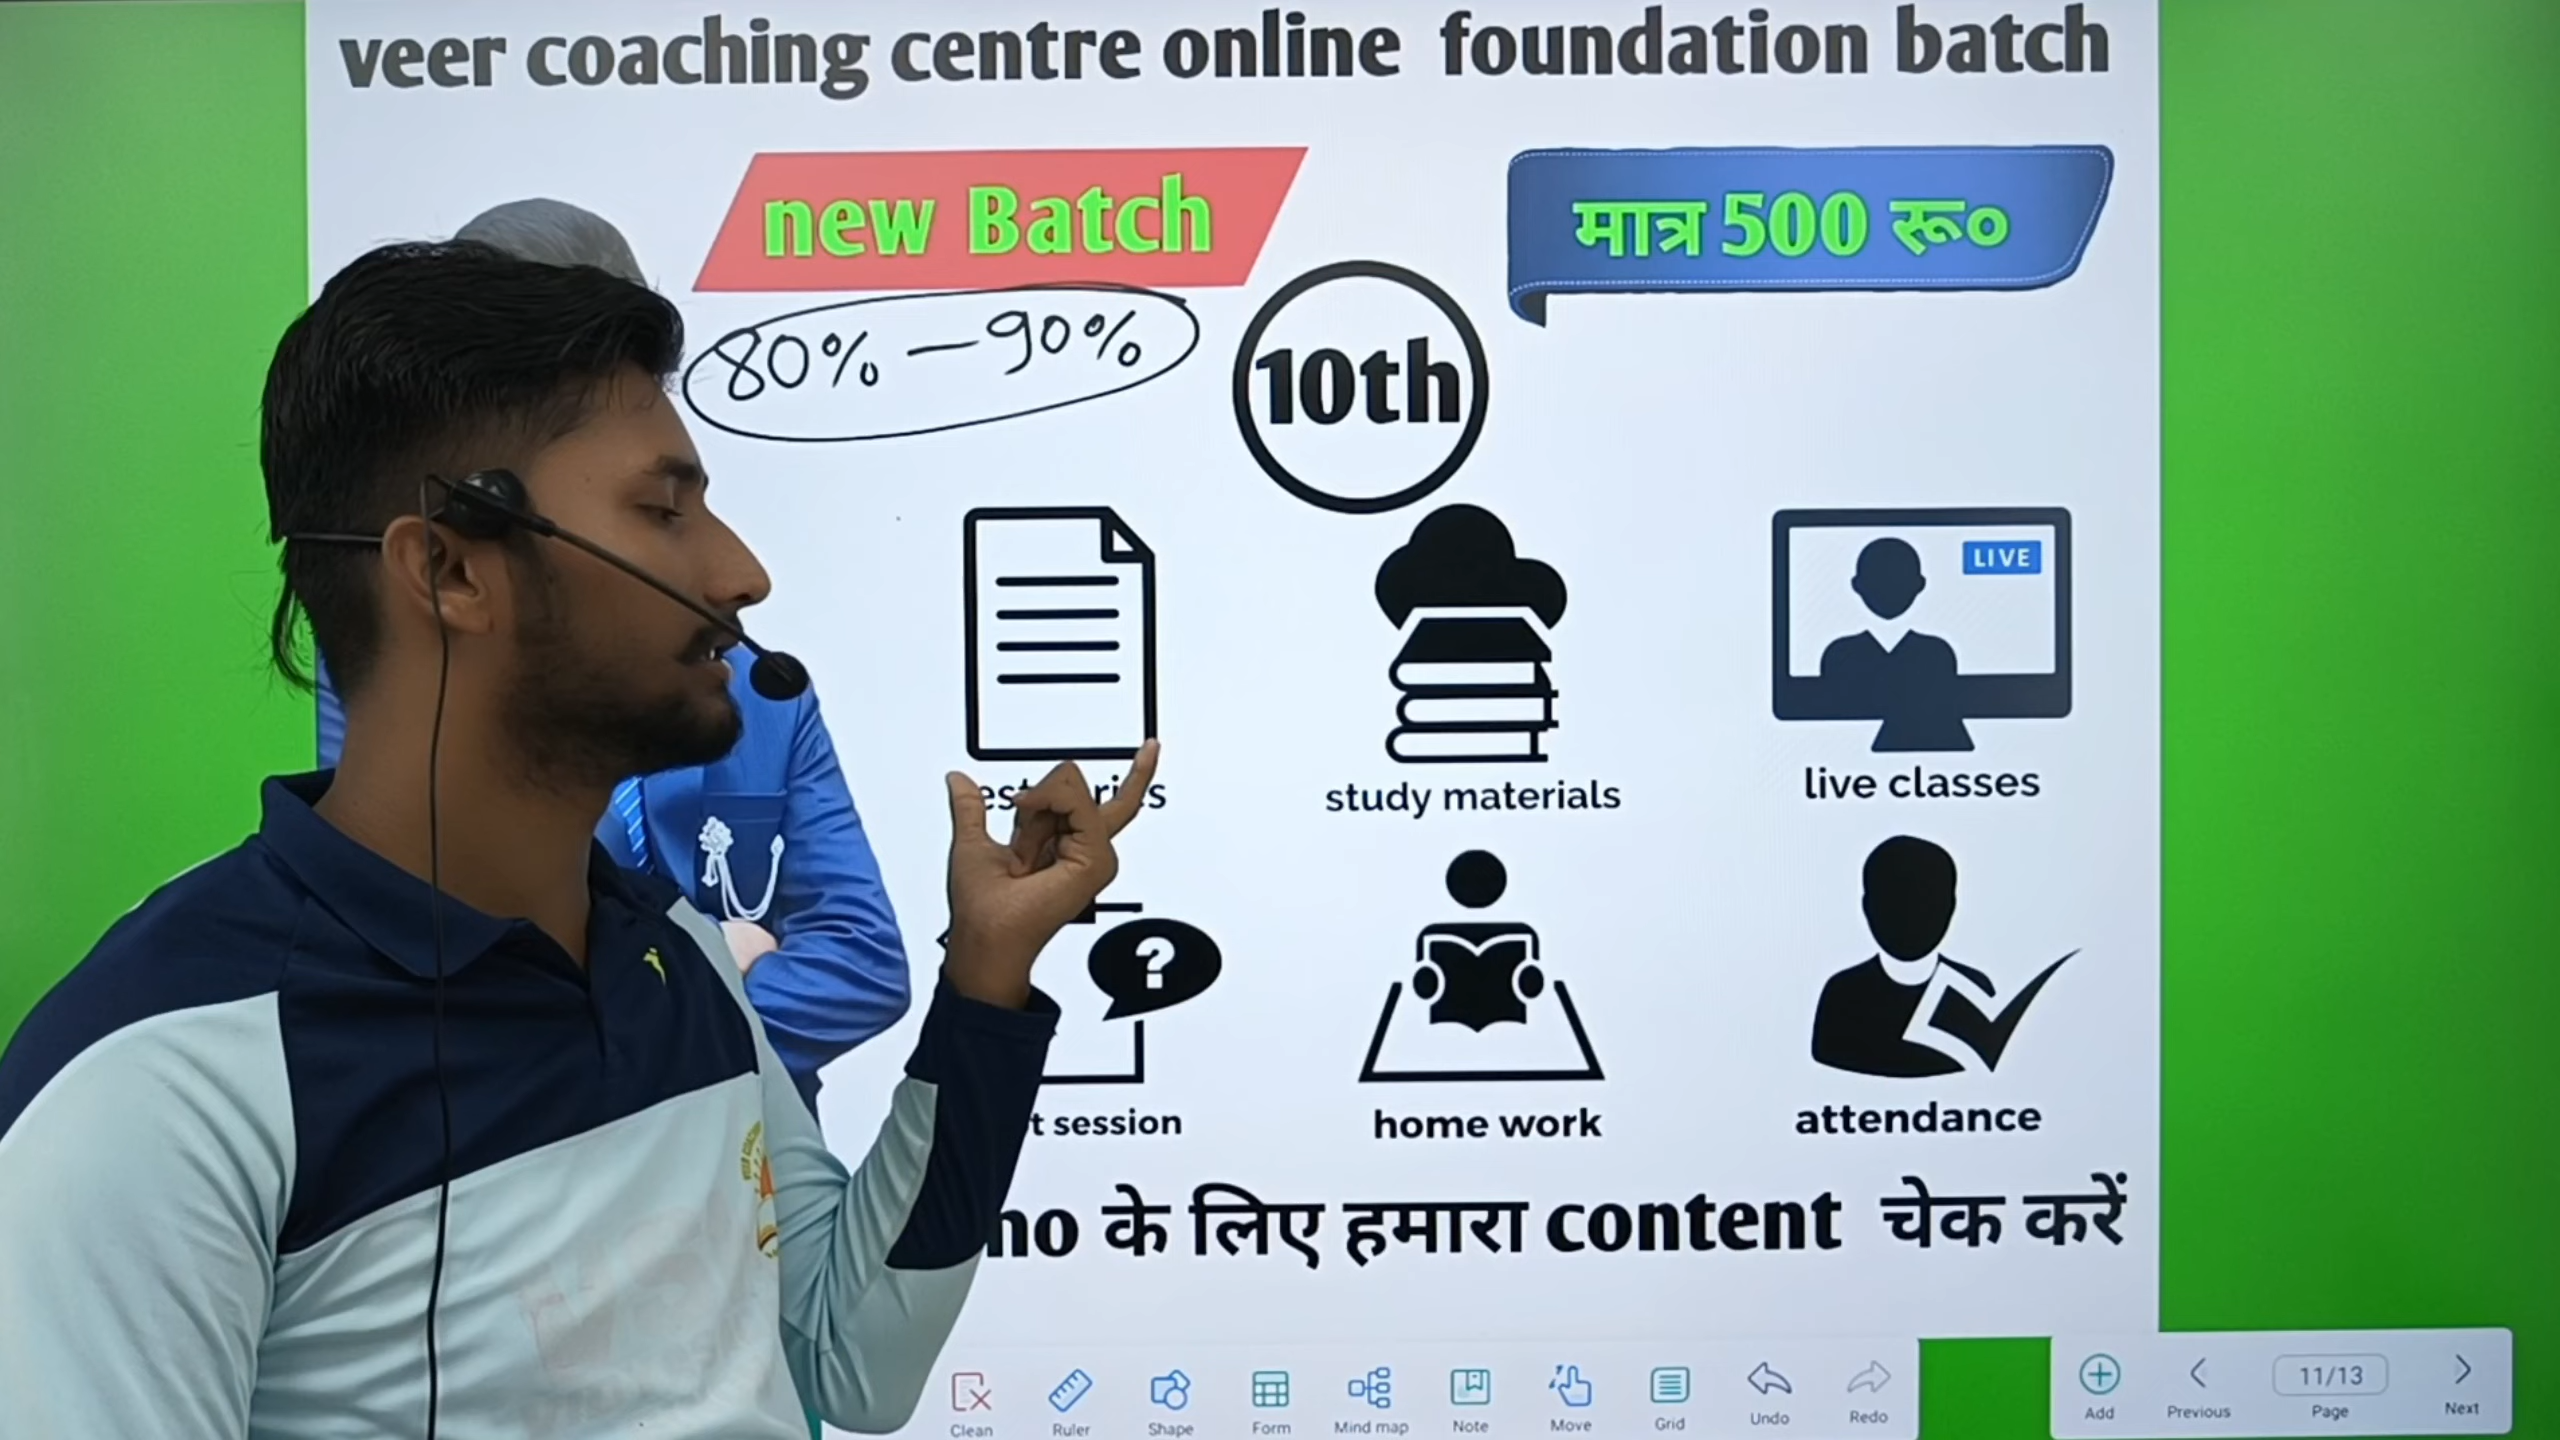 veer coaching centre online foundation batch
new Batch
मात्र 500 रू०
80% – 90%
10th
LIVE
study materials
live classes
?
session
home work
attendance
के लिए हमारा content चेक करें
Clean
Ruler
Shape
Form
Mind map
Note
Move
Grid
Undo
Redo
Add
Previous
11/13
Page
Next